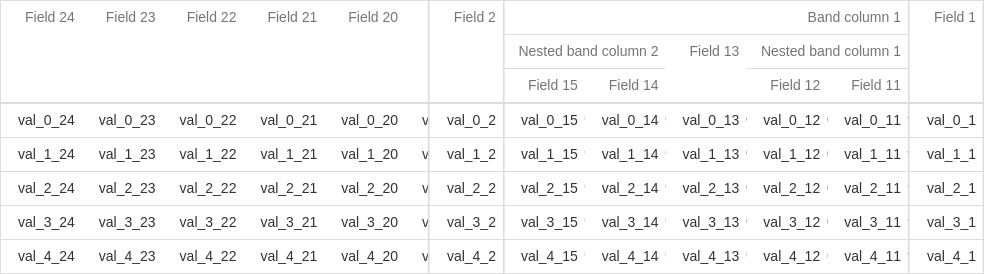 Field 24 Field 23 Field 22 Field 21 Field 20 Field 2 Band column 1 Field 1
Nested band column 2 Field 13 Nested band column 1
Field 15 Field 14 Field 12 Field 11
val_0_24 val_0_23 val_0_22 val_0_21 val_0_20 v val_0_2 val_0_15 val_0_14 val_0_13 val_0_12 val_0_11 val_0_1
val_1_24 val_1_23 val_1_22 val_1_21 val_1_20 v val_1_2 val_1_15 val_1_14 val_1_13 val_1_12 val_1_11 val_1_1
val_2_24 val_2_23 val_2_22 val_2_21 val_2_20 v val_2_2 val_2_15 val_2_14 val_2_13 val_2_12 val_2_11 val_2_1
val_3_24 val_3_23 val_3_22 val_3_21 val_3_20 v val_3_2 val_3_15 val_3_14 val_3_13 val_3_12 val_3_11 val_3_1
val_4_24 val_4_23 val_4_22 val_4_21 val_4_20 v val_4_2 val_4_15 val_4_14 val_4_13 val_4_12 val_4_11 val_4_1